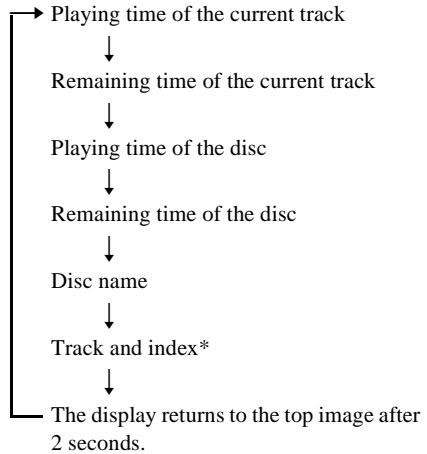 Playing time of the current track
Remaining time of the current track
Playing time of the disc
Remaining time of the disc
Disc name
Track and index*
The display returns to the top image after
2 seconds.